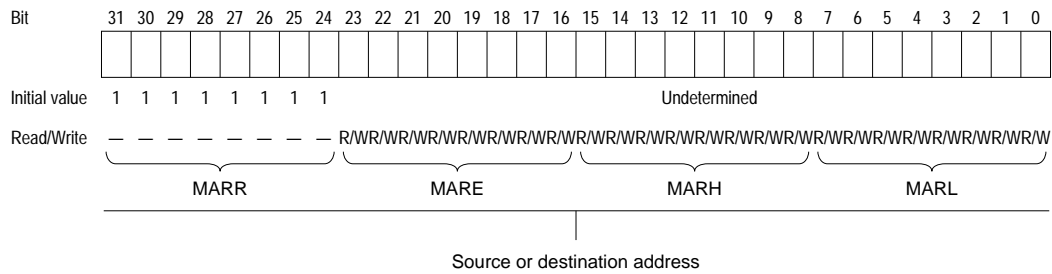 Bit 31 30 29 28 27 26 25 24 23 22 21 20 19 18 17 16 15 14 13 12 11 10 9 8 7 6 5 4 3 2 1 0
Initial value 1 1 1 1 1 1 1 1 Undetermined
Read/Write — — — — — — — — R/WR/WR/WR/WR/WR/WR/WR/WR/WR/WR/WR/WR/WR/WR/WR/WR/WR/WR/WR/WR/WR/WR/WR/W
MARR MARE MARH MARL
Source or destination address